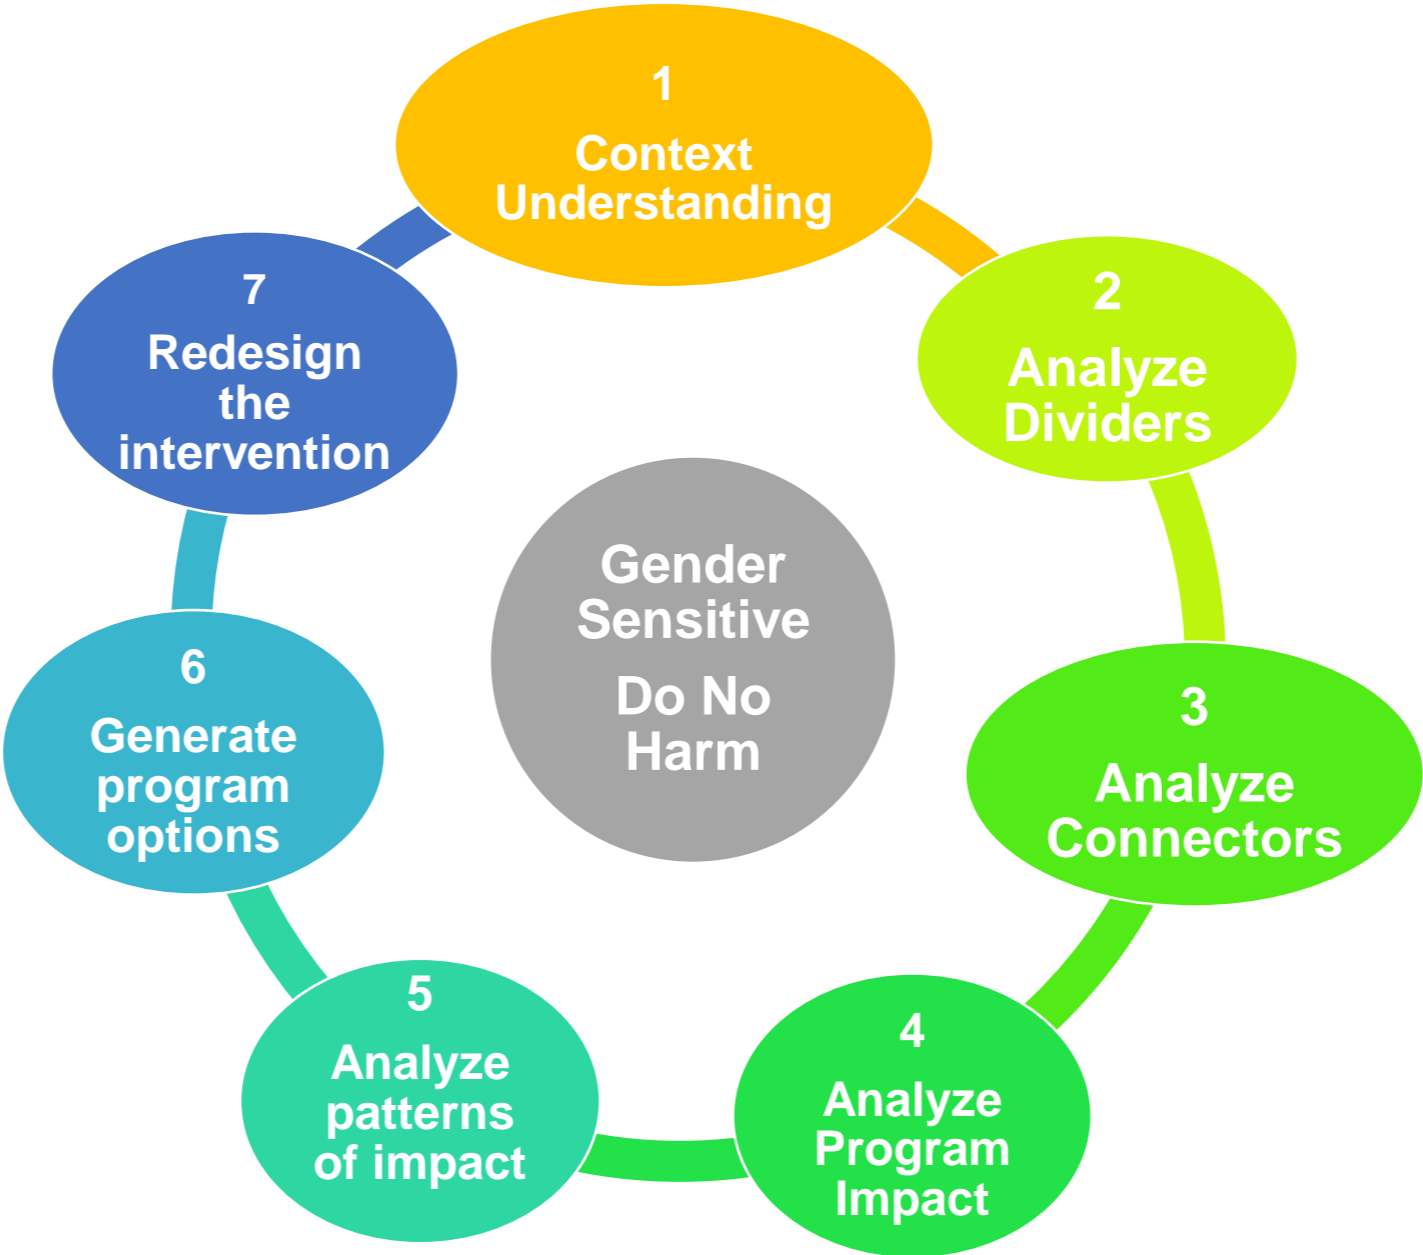 1
Context
Understanding
2
Analyze
Dividers
3
Analyze
Connectors
4
Analyze
Program
Impact
5
Analyze
patterns
of impact
6
Generate
program
options
7
Redesign
the
intervention
Gender
Sensitive
Do No
Harm